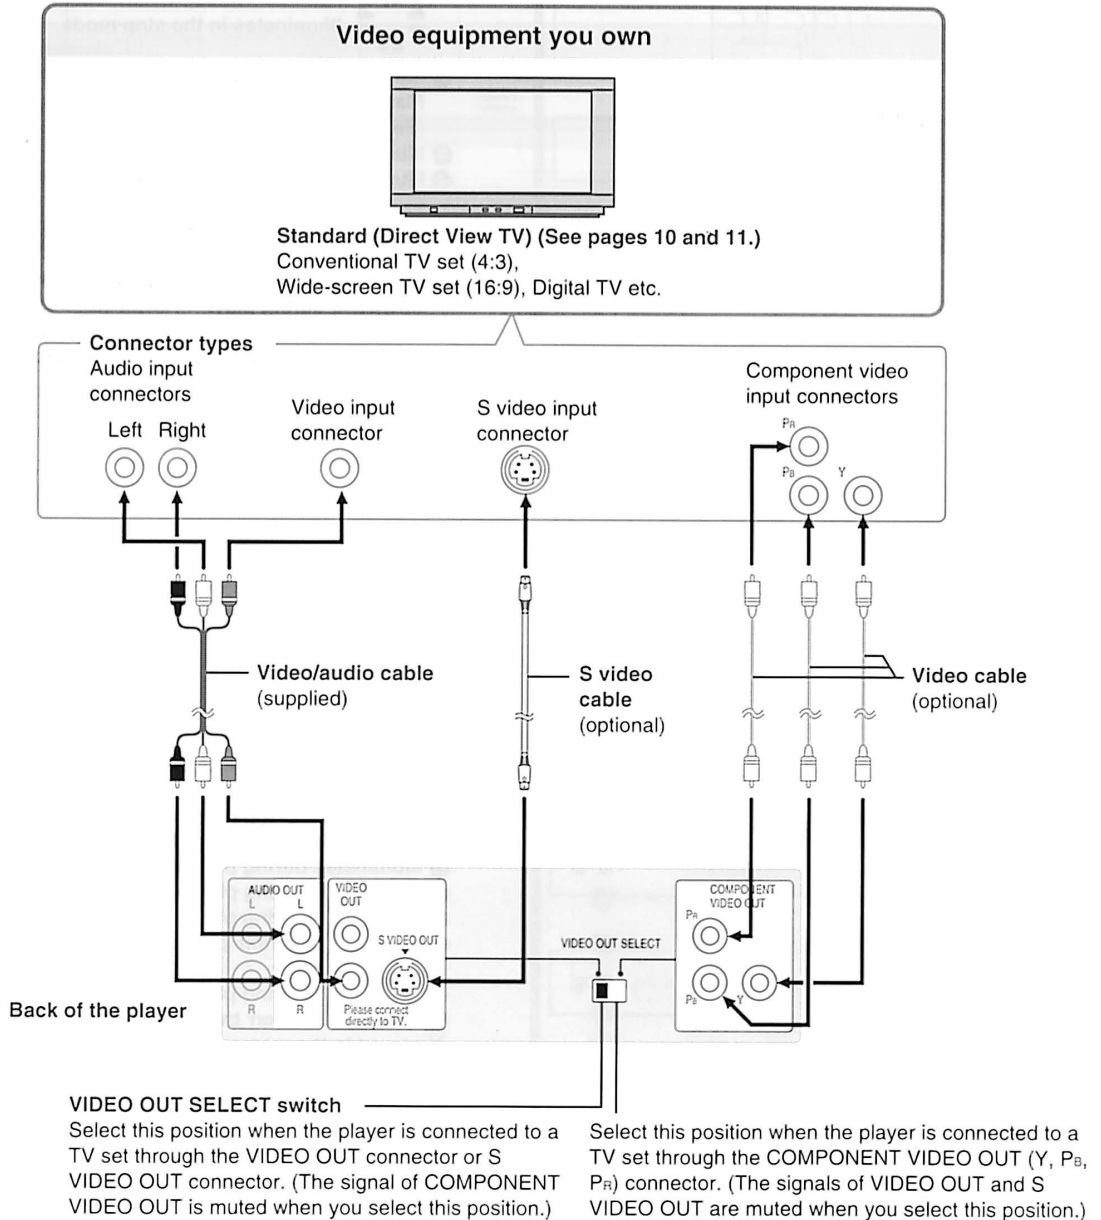 Video equipment you own
Standard (Direct View TV) (See pages 10 and 11.)
Conventional TV set (4:3),
Wide-screen TV set (16:9), Digital TV etc.
Connector types
Audio input
connectors
Left Right
Video input
connector
S video input
connector
Component video
input connectors
PR
PB
Y
Video/audio cable
(supplied)
S video
cable
(optional)
Video cable
(optional)
AUDIO OUT
L L
R R
VIDEO
OUT
S VIDEO OUT
Please connect
directly to TV.
VIDEO OUT SELECT
COMPONENT
VIDEO OUT
PR
PB
Y
Back of the player
VIDEO OUT SELECT switch
Select this position when the player is connected to a
TV set through the VIDEO OUT connector or S
VIDEO OUT connector. (The signal of COMPONENT
VIDEO OUT is muted when you select this position.)
Select this position when the player is connected to a
TV set through the COMPONENT VIDEO OUT (Y, PB,
PR) connector. (The signals of VIDEO OUT and S
VIDEO OUT are muted when you select this position.)